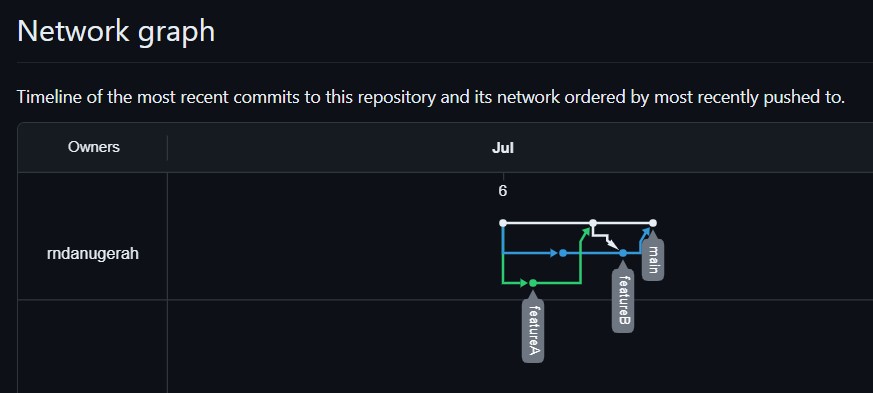 Network graph
Timeline of the most recent commits to this repository and its network ordered by most recently pushed to.
Owners
Jul
6
rndanugerah
main
featureB
featureA